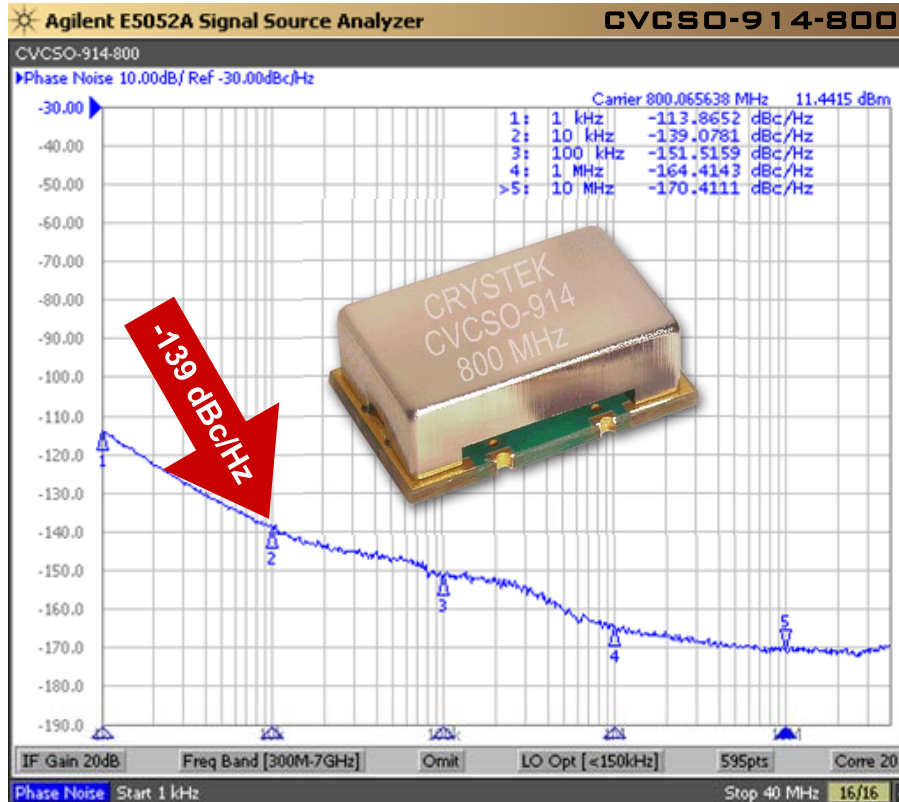 Agilent E5052A Signal Source Analyzer
CVCSO-914-800
CVCSO-914-800
Phase Noise 10.00dB/ Ref -30.00dBc/Hz
Carrier 800.065638 MHz 11.4415 dBm
1: 1 kHz -113.8652 dBc/Hz
2: 10 kHz -139.0781 dBc/Hz
3: 100 kHz -151.5159 dBc/Hz
4: 1 MHz -164.4143 dBc/Hz
>5: 10 MHz -170.4111 dBc/Hz
-30.00
-40.00
-50.00
-60.00
-70.00
-80.00
-90.00
-100.0
-110.0
-120.0
-130.0
-140.0
-150.0
-160.0
-170.0
-180.0
-190.0
CRYSTEK
CVCSO-914
800 MHz
-139 dBc/Hz
1
2
3
4
5
IF Gain 20dB
Freq Band [300M-7GHz]
Omit
LO Opt [<150kHz]
595pts
Corre 20
Phase Noise Start 1 kHz
Stop 40 MHz 16/16